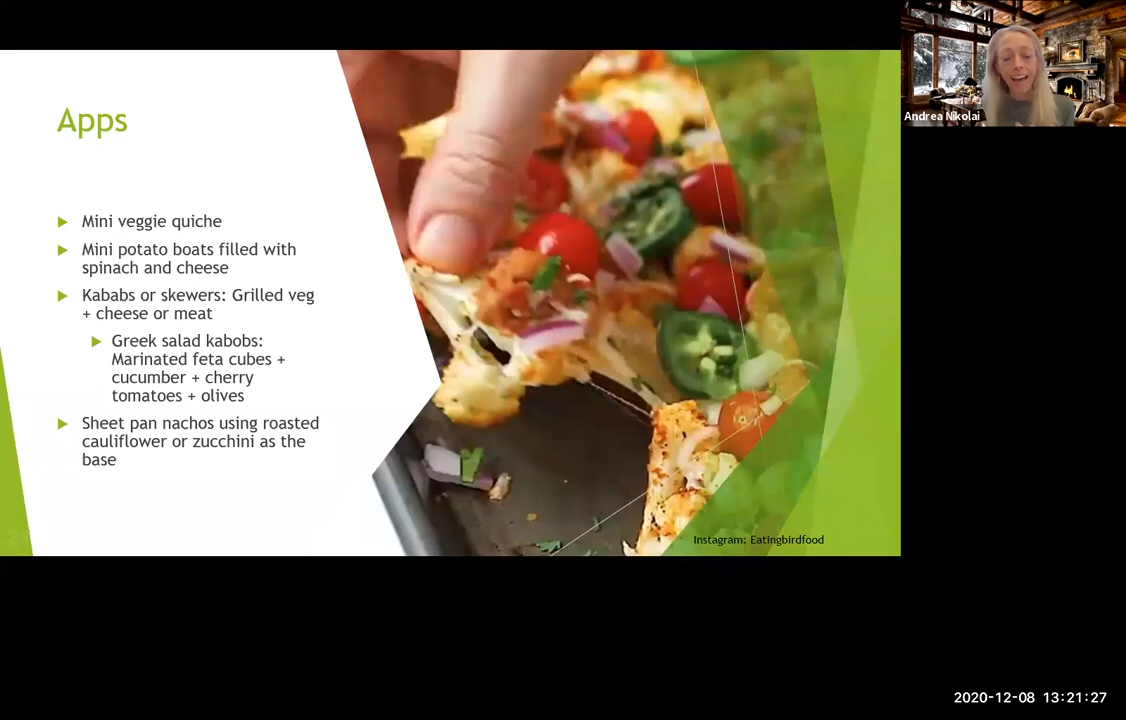 Apps
Mini veggie quiche
Mini potato boats filled with
spinach and cheese
Kababs or skewers: Grilled veg
+ cheese or meat
Greek salad kabobs:
Marinated feta cubes +
cucumber + cherry
tomatoes + olives
Sheet pan nachos using roasted
cauliflower or zucchini as the
base
Instagram: Eatingbirdfood
Andrea Nikolai
2020-12-08 13:21:27